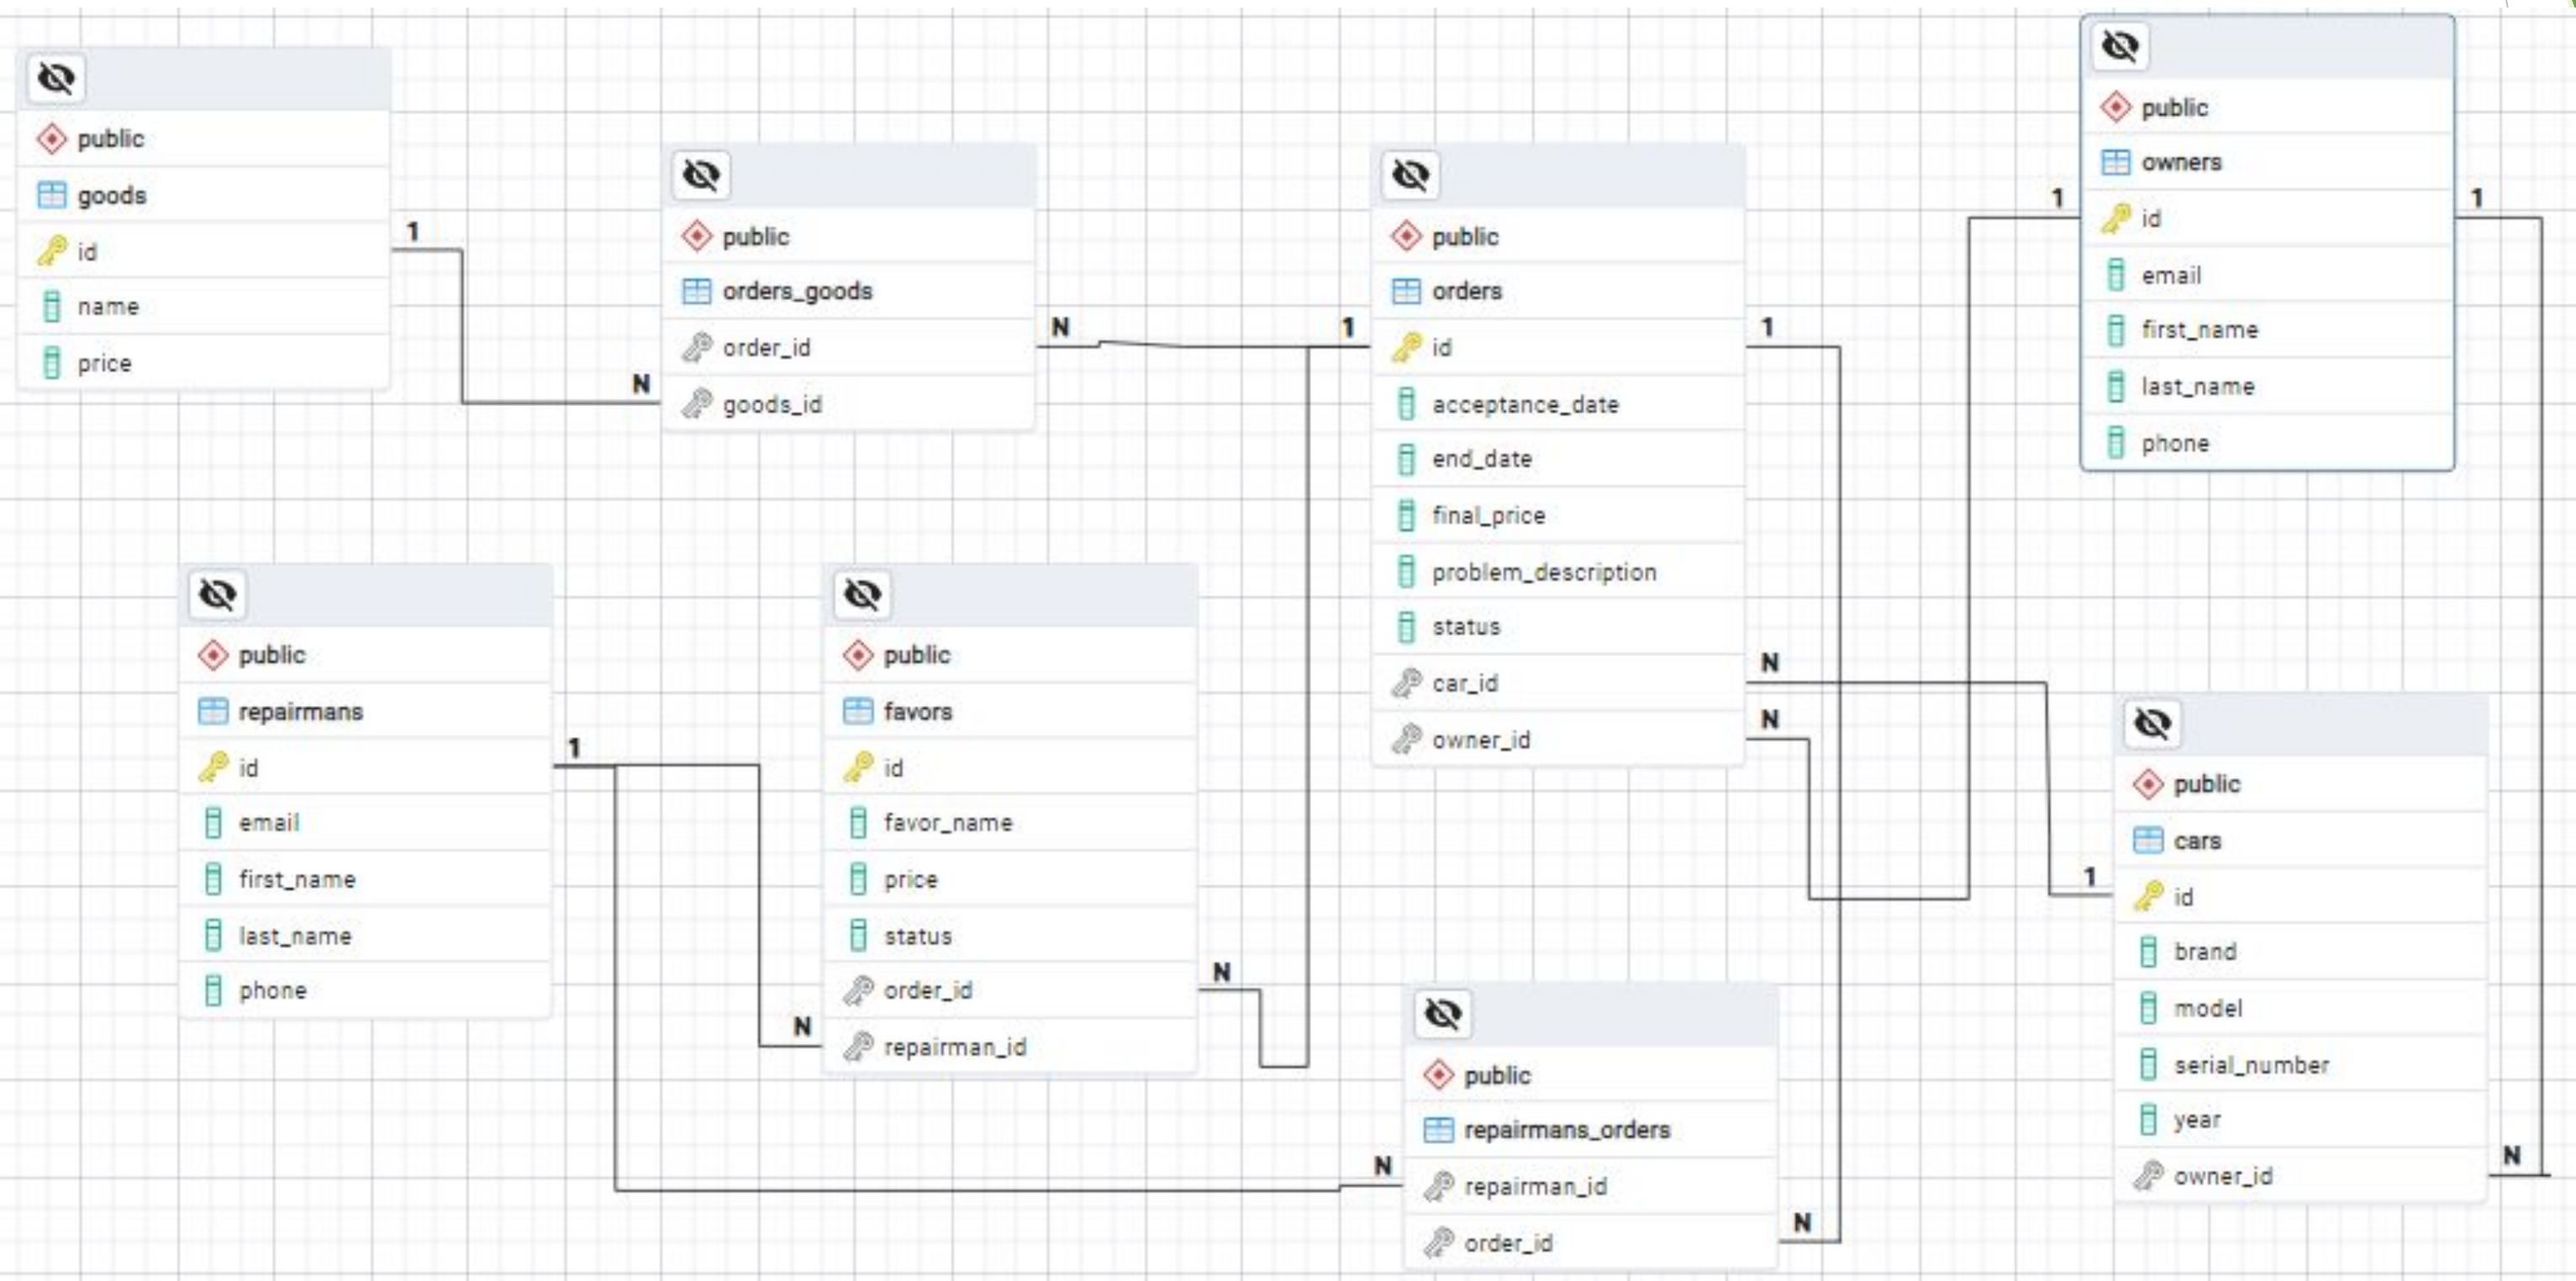 public
goods
id
name
price
1
N
public
orders_goods
order_id
goods_id
N
1
public
orders
id
acceptance_date
end_date
final_price
problem_description
status
car_id
owner_id
1
N
N
public
owners
id
email
first_name
last_name
phone
1
1
public
repairmans
id
email
first_name
last_name
phone
1
N
public
favors
id
favor_name
price
status
order_id
repairman_id
N
public
repairmans_orders
repairman_id
order_id
N
N
public
cars
id
brand
model
serial_number
year
owner_id
1
N